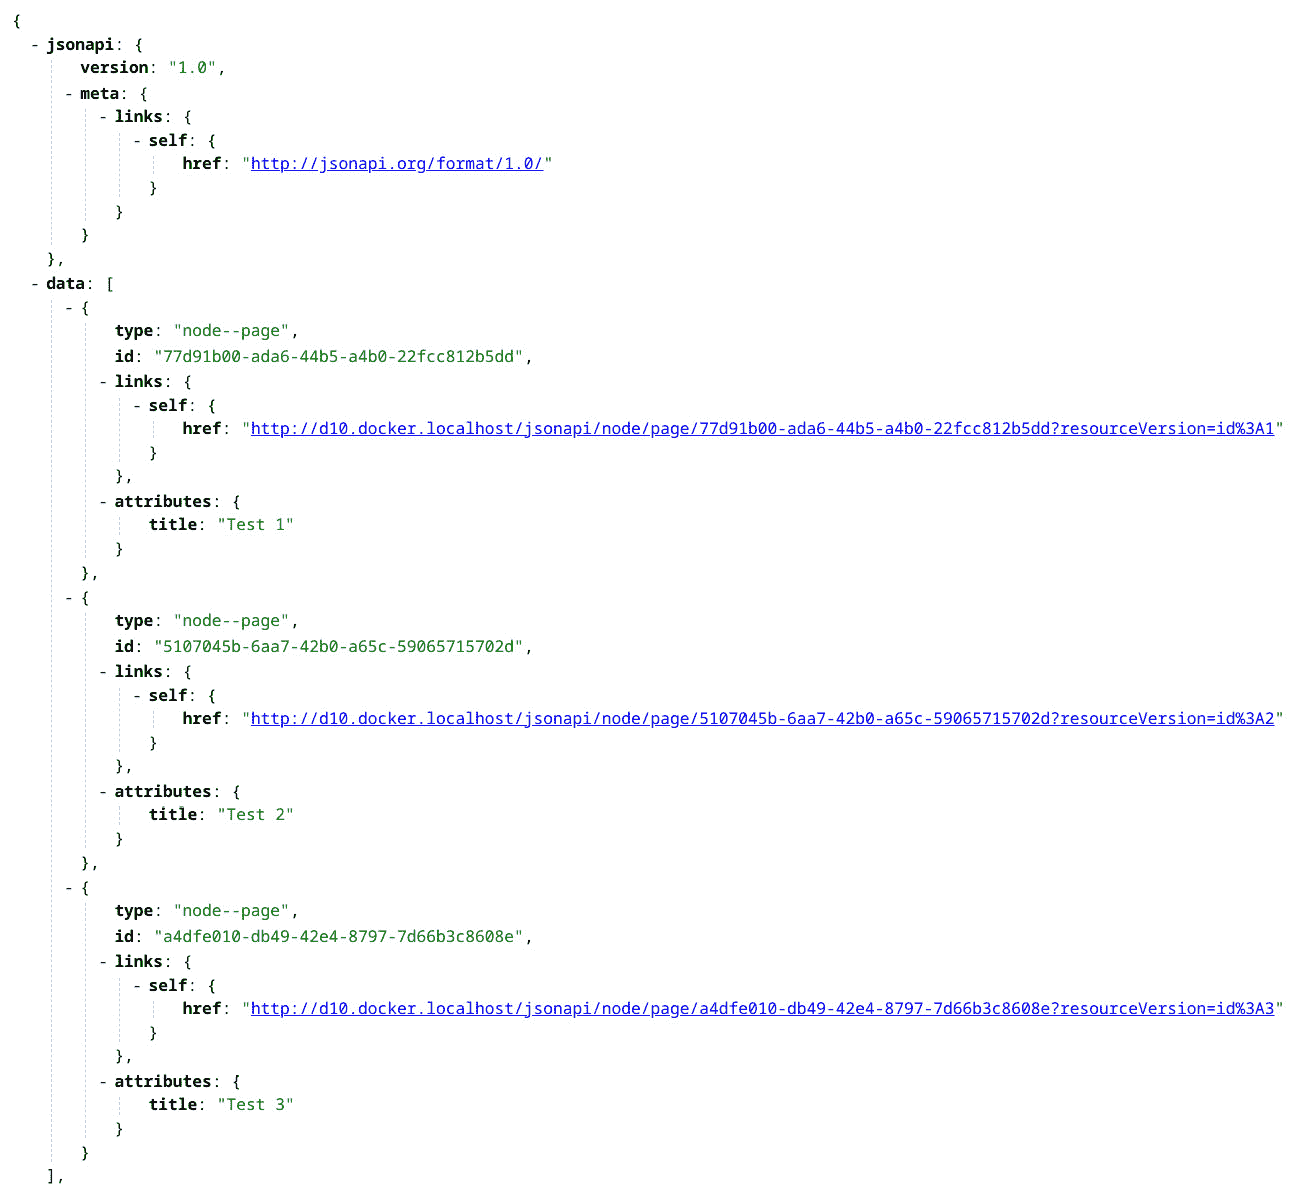 {
- jsonapi: {
version: "1.0",
- meta: {
- links: {
- self: {
href: "http://jsonapi.org/format/1.0/"
}
}
}
},
- data: [
- {
type: "node--page",
id: "77d91b00-ada6-44b5-a4b0-22fcc812b5dd",
- links: {
- self: {
href: "http://d10.docker.localhost/jsonapi/node/page/77d91b00-ada6-44b5-a4b0-22fcc812b5dd?resourceVersion=id%3A1"
}
},
- attributes: {
title: "Test 1"
}
},
- {
type: "node--page",
id: "5107045b-6aa7-42b0-a65c-59065715702d",
- links: {
- self: {
href: "http://d10.docker.localhost/jsonapi/node/page/5107045b-6aa7-42b0-a65c-59065715702d?resourceVersion=id%3A2"
}
},
- attributes: {
title: "Test 2"
}
},
- {
type: "node--page",
id: "a4dfe010-db49-42e4-8797-7d66b3c8608e",
- links: {
- self: {
href: "http://d10.docker.localhost/jsonapi/node/page/a4dfe010-db49-42e4-8797-7d66b3c8608e?resourceVersion=id%3A3"
}
},
- attributes: {
title: "Test 3"
}
}
],